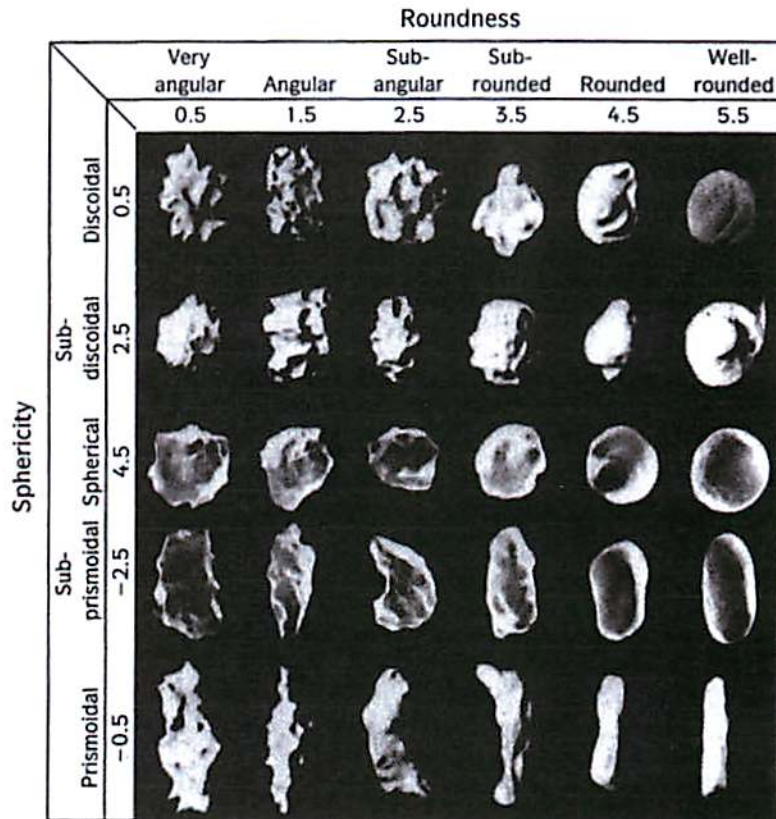 Roundness
Very angular
Angular
Sub-angular
Sub-rounded
Rounded
Well-rounded
0.5
1.5
2.5
3.5
4.5
5.5
Sphericity
Discoidal
0.5
Sub-discoidal
2.5
Spherical
4.5
Sub-prismoidal
-2.5
Prismoidal
-0.5